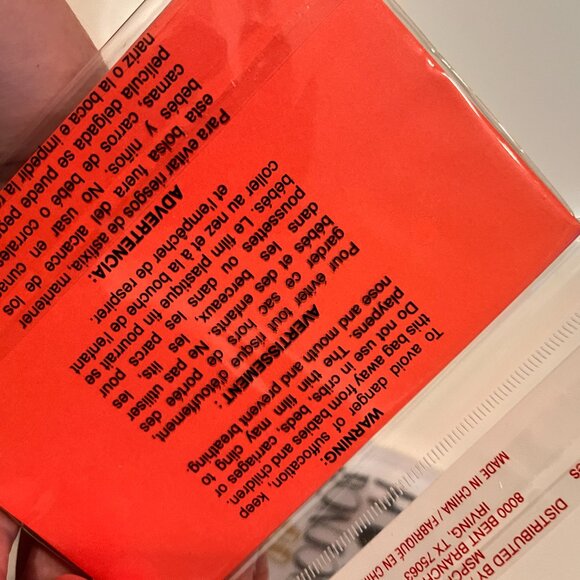 WARNING:
To avoid danger of suffocation, keep
this bag away from babies and children.
Do not use in cribs, beds, carriages or
playpens. The thin film may cling to
nose and mouth and prevent breathing
AVERTISSEMENT :
Pour éviter tout risque d'étouffement,
garder ce sac de portée
bébés et des enfants. Ne pas utiliser
dans les berceaux, les lits, les
poussettes ou dans les parcs pour
bébés. Le film plastique fin pourrait se
coller au nez et à la bouche de l'enfant
et l'empêcher de respirer.
ADVERTENCIA:
Para evitar riesgos de asfixia, mantener
esta bolsa fuera del alcance de los
bebés y niños. No usar en cunas
camas, carros de bebé o corrales
película delgada se puede pegar
nariz o la boca e impedir la
DISTRIBUTED BY
8000 BENT BRANC
IRVING, TX 75063
MADE IN CHINA / FABRIQUÉ EN CHI